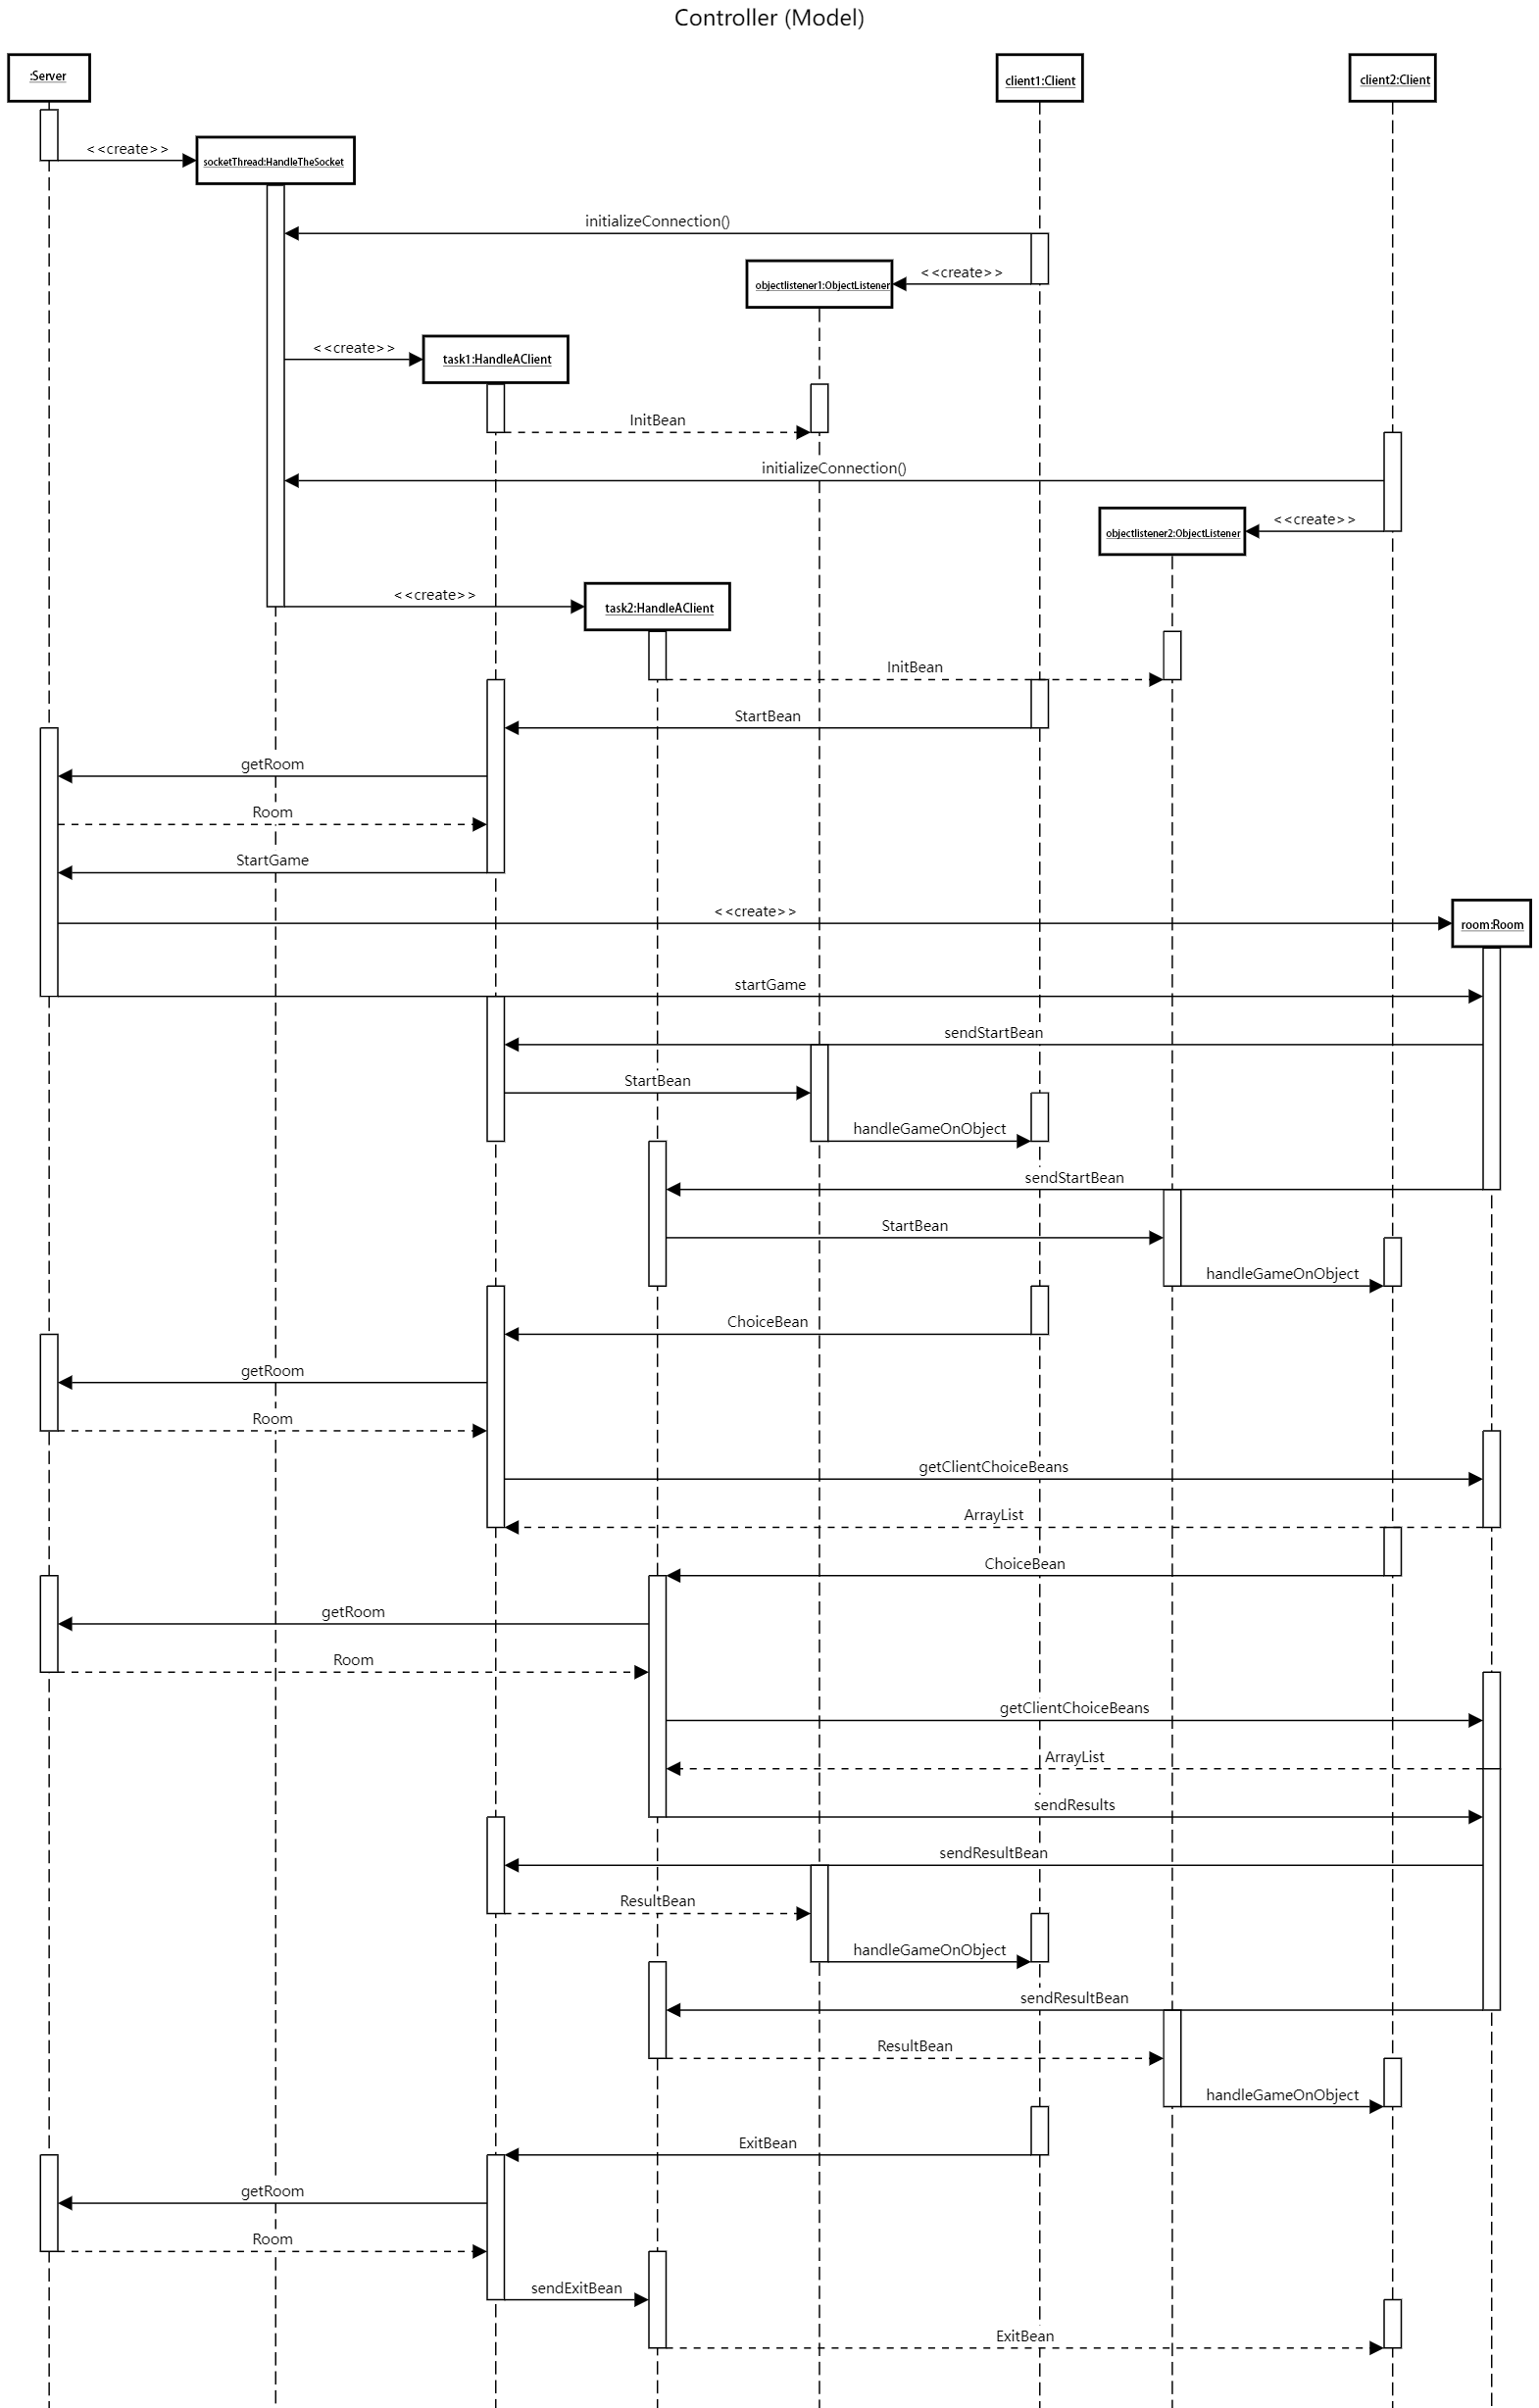 Controller (Model)
:Server
client1:Client
client2:Client
<<create>>
socketThread:HandleTheSocket
initializeConnection()
<<create>>
objectlistener1:ObjectListener
<<create>>
task1:HandleAClient
InitBean
initializeConnection()
<<create>>
objectlistener2:ObjectListener
<<create>>
task2:HandleAClient
InitBean
StartBean
getRoom
Room
StartGame
<<create>>
room:Room
startGame
sendStartBean
StartBean
handleGameOnObject
sendStartBean
StartBean
handleGameOnObject
ChoiceBean
getRoom
Room
getClientChoiceBeans
ArrayList
ChoiceBean
getRoom
Room
getClientChoiceBeans
ArrayList
sendResults
sendResultBean
ResultBean
handleGameOnObject
sendResultBean
ResultBean
handleGameOnObject
ExitBean
getRoom
Room
sendExitBean
ExitBean